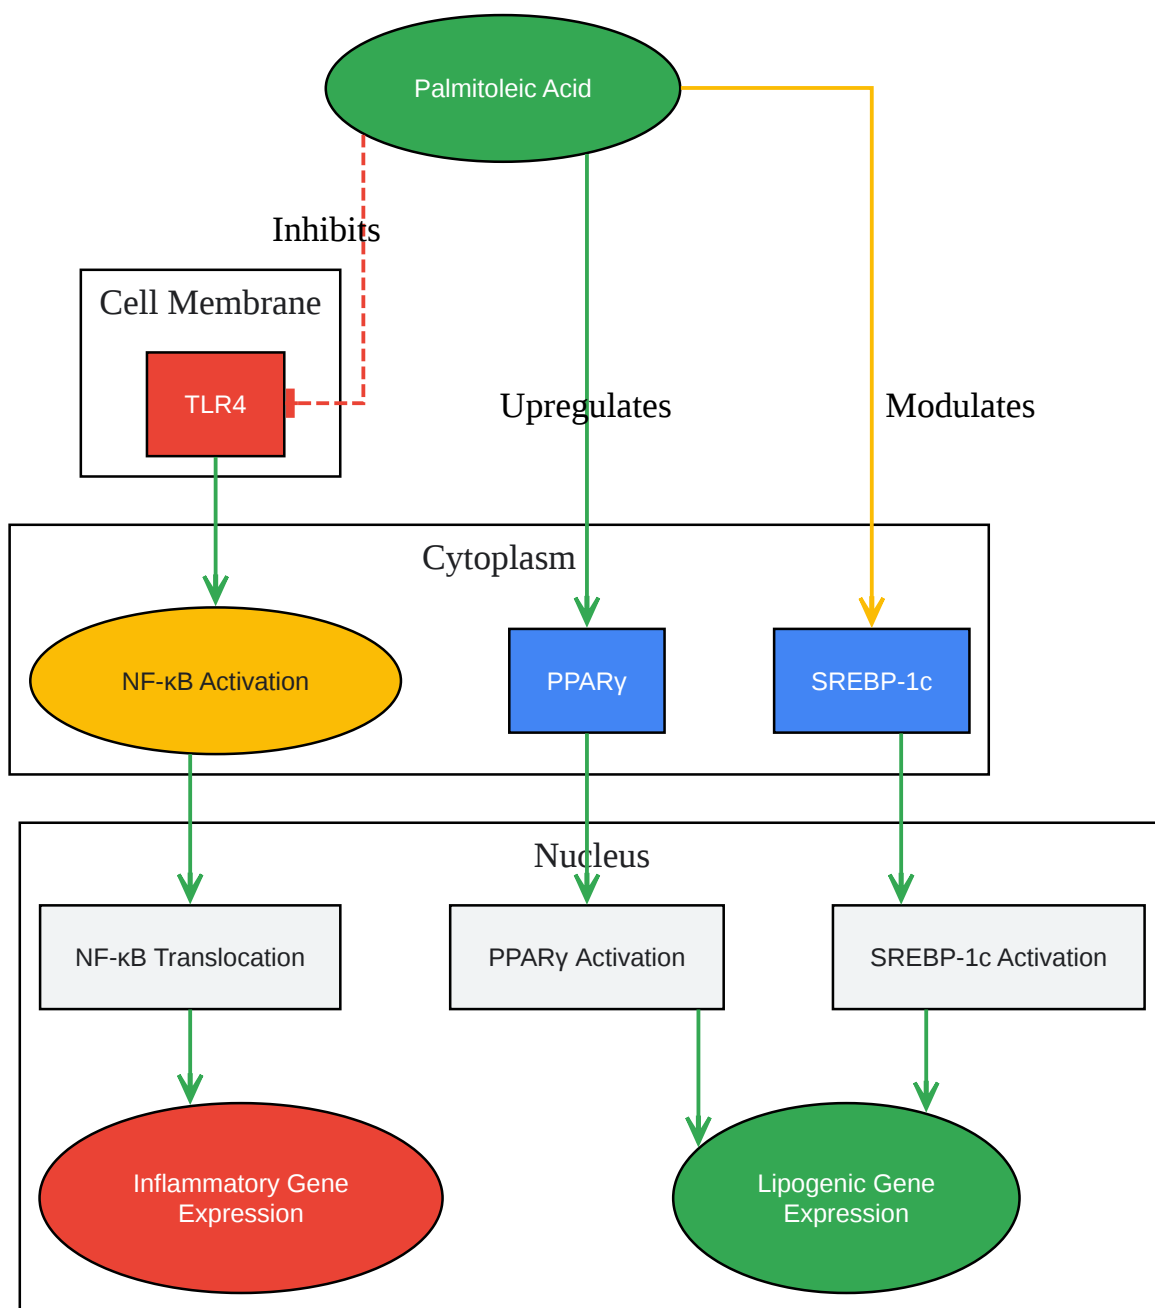 Palmitoleic Acid
Inhibits
Cell Membrane
TLR4
Upregulates
Modulates
Cytoplasm
NF-κB Activation
PPARγ
SREBP-1c
Nucleus
NF-κB Translocation
PPARγ Activation
SREBP-1c Activation
Inflammatory Gene
Expression
Lipogenic Gene
Expression